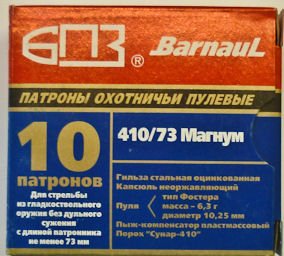 БПЗ ® Barnaul
ПАТРОНЫ ОХОТНИЧЬИ ПУЛЕВЫЕ
10
патронов
Для стрельбы
из гладкоствольного
оружия без дульного
сужения
с длиной патронника
не менее 73 мм
410/73 Магнум
Гильза стальная оцинкованная
Капсюль неоржавляющий
Пуля
тип Фостера
масса – 6,3 г
диаметр 10,25 мм
Пыж-компенсатор пластмассовый
Порох "Сунар-410"